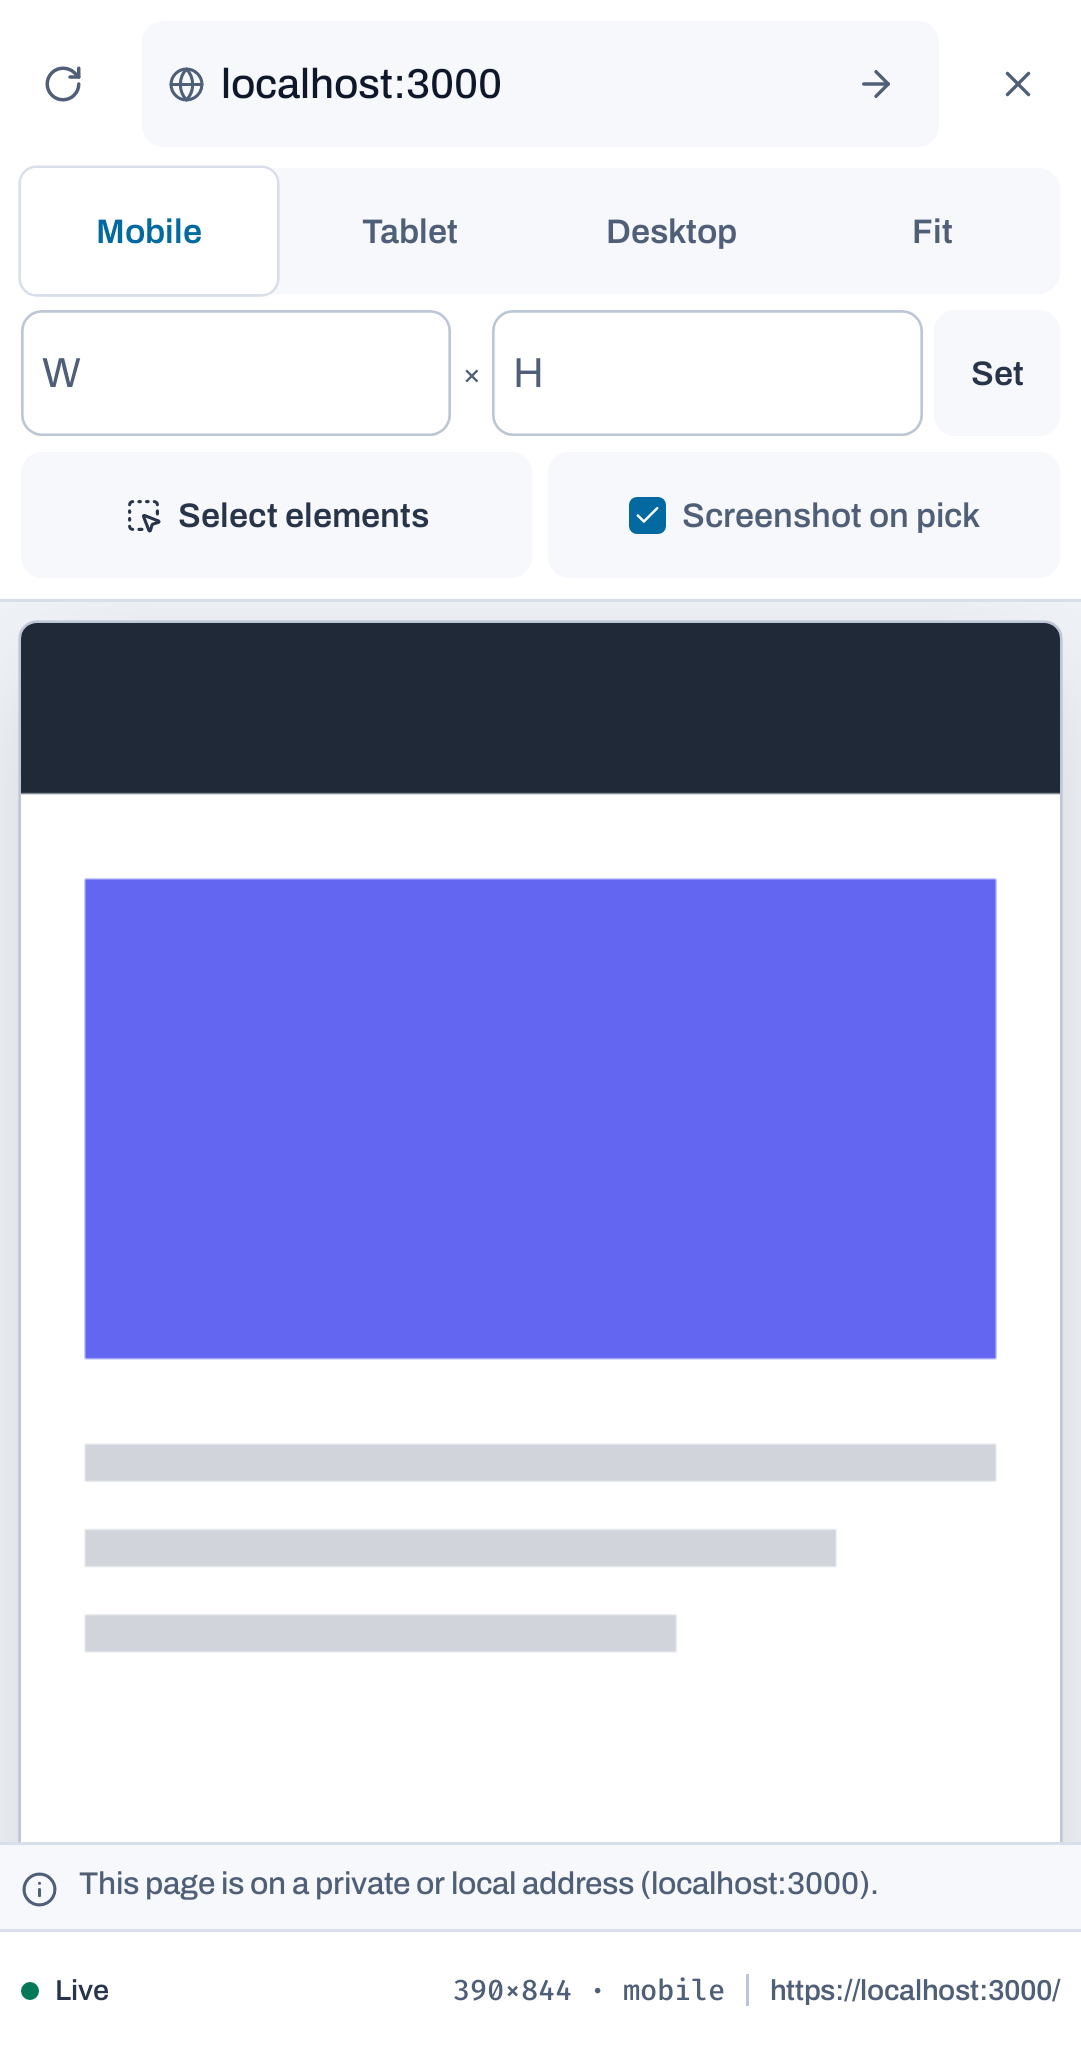 localhost:3000
Mobile Tablet Desktop Fit
W × H Set
Select elements Screenshot on pick
This page is on a private or local address (localhost:3000).
Live 390×844 · mobile https://localhost:3000/